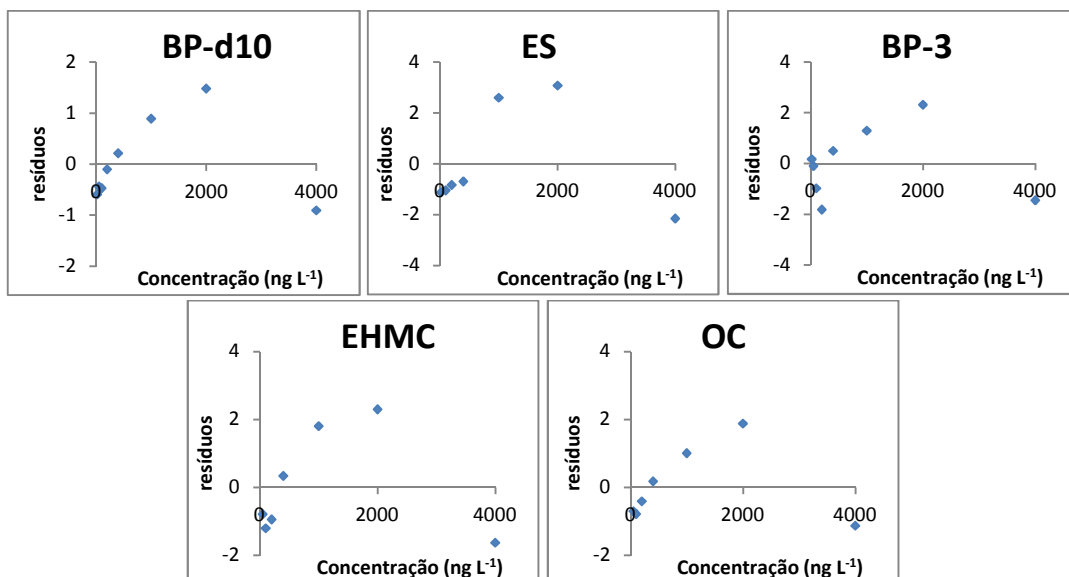 BP-d10
2
1
0
-1
-2
0
2000
4000
resíduos
Concentração (ng L⁻¹)
ES
4
2
0
-2
-4
0
2000
4000
resíduos
Concentração (ng L⁻¹)
BP-3
4
2
0
-2
-4
0
2000
4000
resíduos
Concentração (ng L⁻¹)
EHMC
4
2
0
-2
0
2000
4000
resíduos
Concentração (ng L⁻¹)
OC
4
2
0
-2
0
2000
4000
resíduos
Concentração (ng L⁻¹)